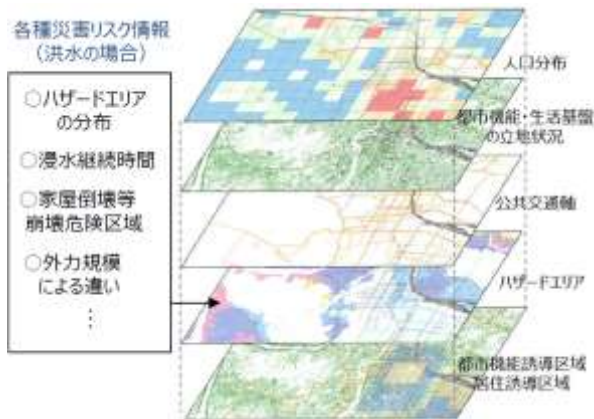 各種災害リスク情報
(洪水の場合)
○ハザードエリア
の分布
○浸水継続時間
○家屋倒壊等
崩壊危険区域
○外力規模
による違い
⋮
人口分布
都市機能・生活基盤
の立地状況
公共交通軸
ハザードエリア
都市機能誘導区域
居住誘導区域